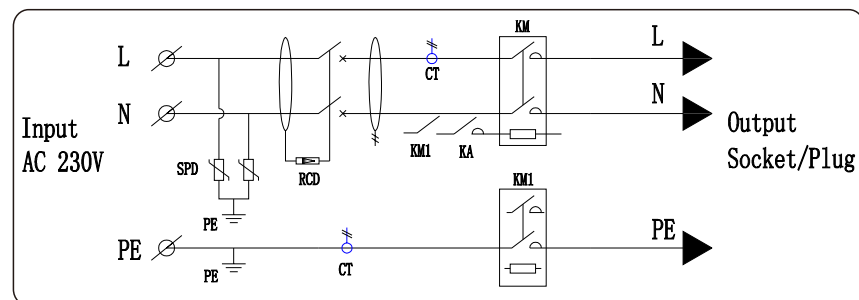 KM
L
L
CT
N
N
Input
AC 230V
Output
Socket/Plug
KM1
KA
SPD
RCD
KM1
PE
PE
PE
PE
CT